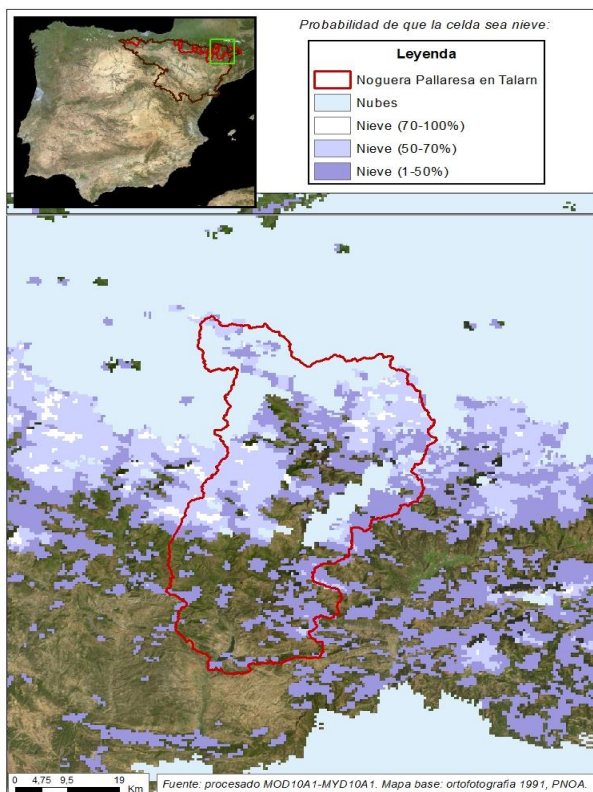 Probabilidad de que la celda sea nieve:
Leyenda
Noguera Pallaresa en Talarn
Nubes
Nieve (70-100%)
Nieve (50-70%)
Nieve (1-50%)
0 4,75 9,5 19
Km
Fuente: procesado MOD10A1-MYD10A1. Mapa base: ortofotografia 1991, PNOA.